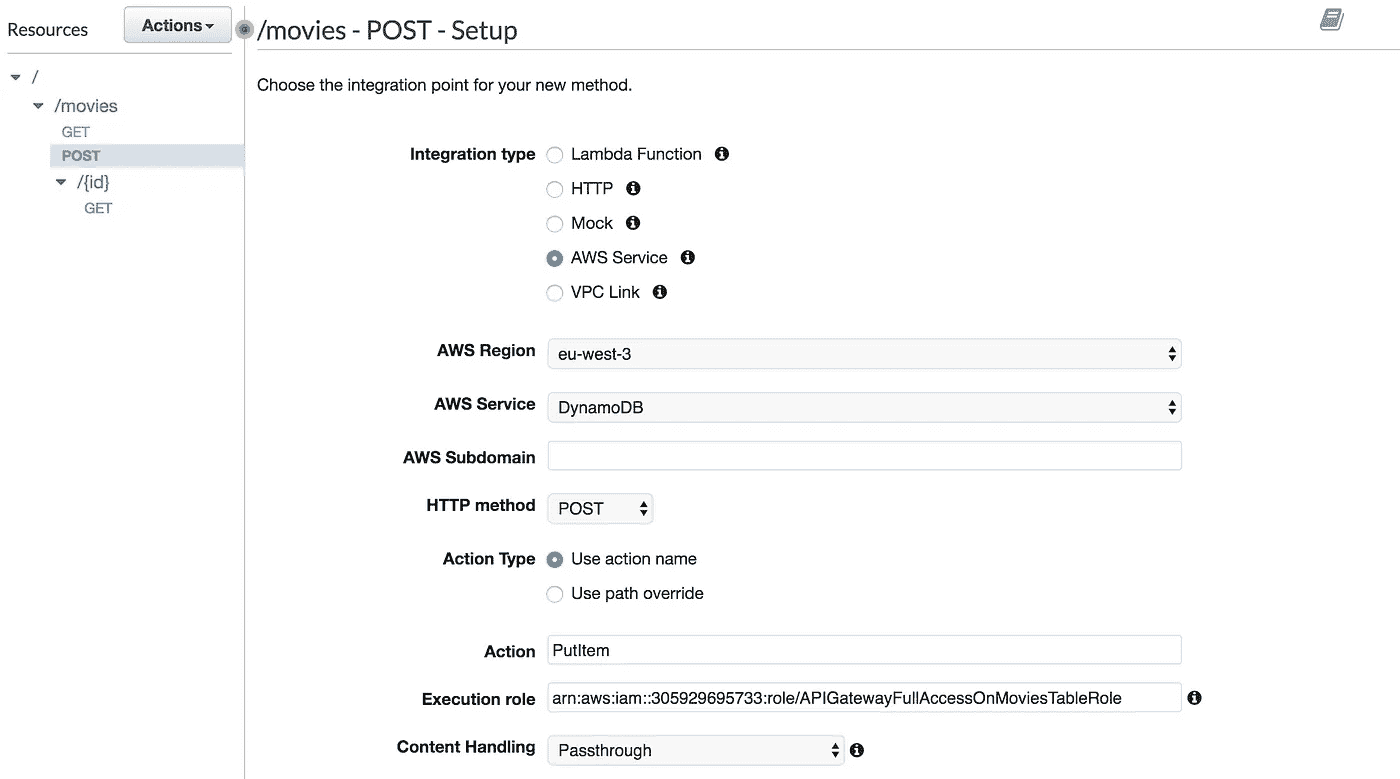 Resources
Actions
/movies - POST - Setup
/
/movies
GET
POST
/{id}
GET
Choose the integration point for your new method.
Integration type
Lambda Function
HTTP
Mock
AWS Service
VPC Link
AWS Region
eu-west-3
AWS Service
DynamoDB
AWS Subdomain
HTTP method
POST
Action Type
Use action name
Use path override
Action
PutItem
Execution role
arn:aws:iam::305929695733:role/APIGatewayFullAccessOnMoviesTableRole
Content Handling
Passthrough